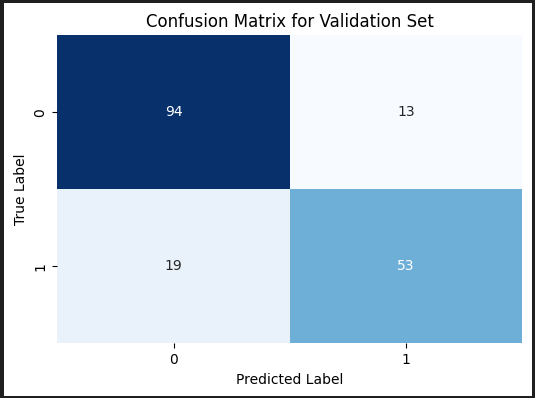 Confusion Matrix for Validation Set
True Label
0
94
13
1
19
53
0
1
Predicted Label